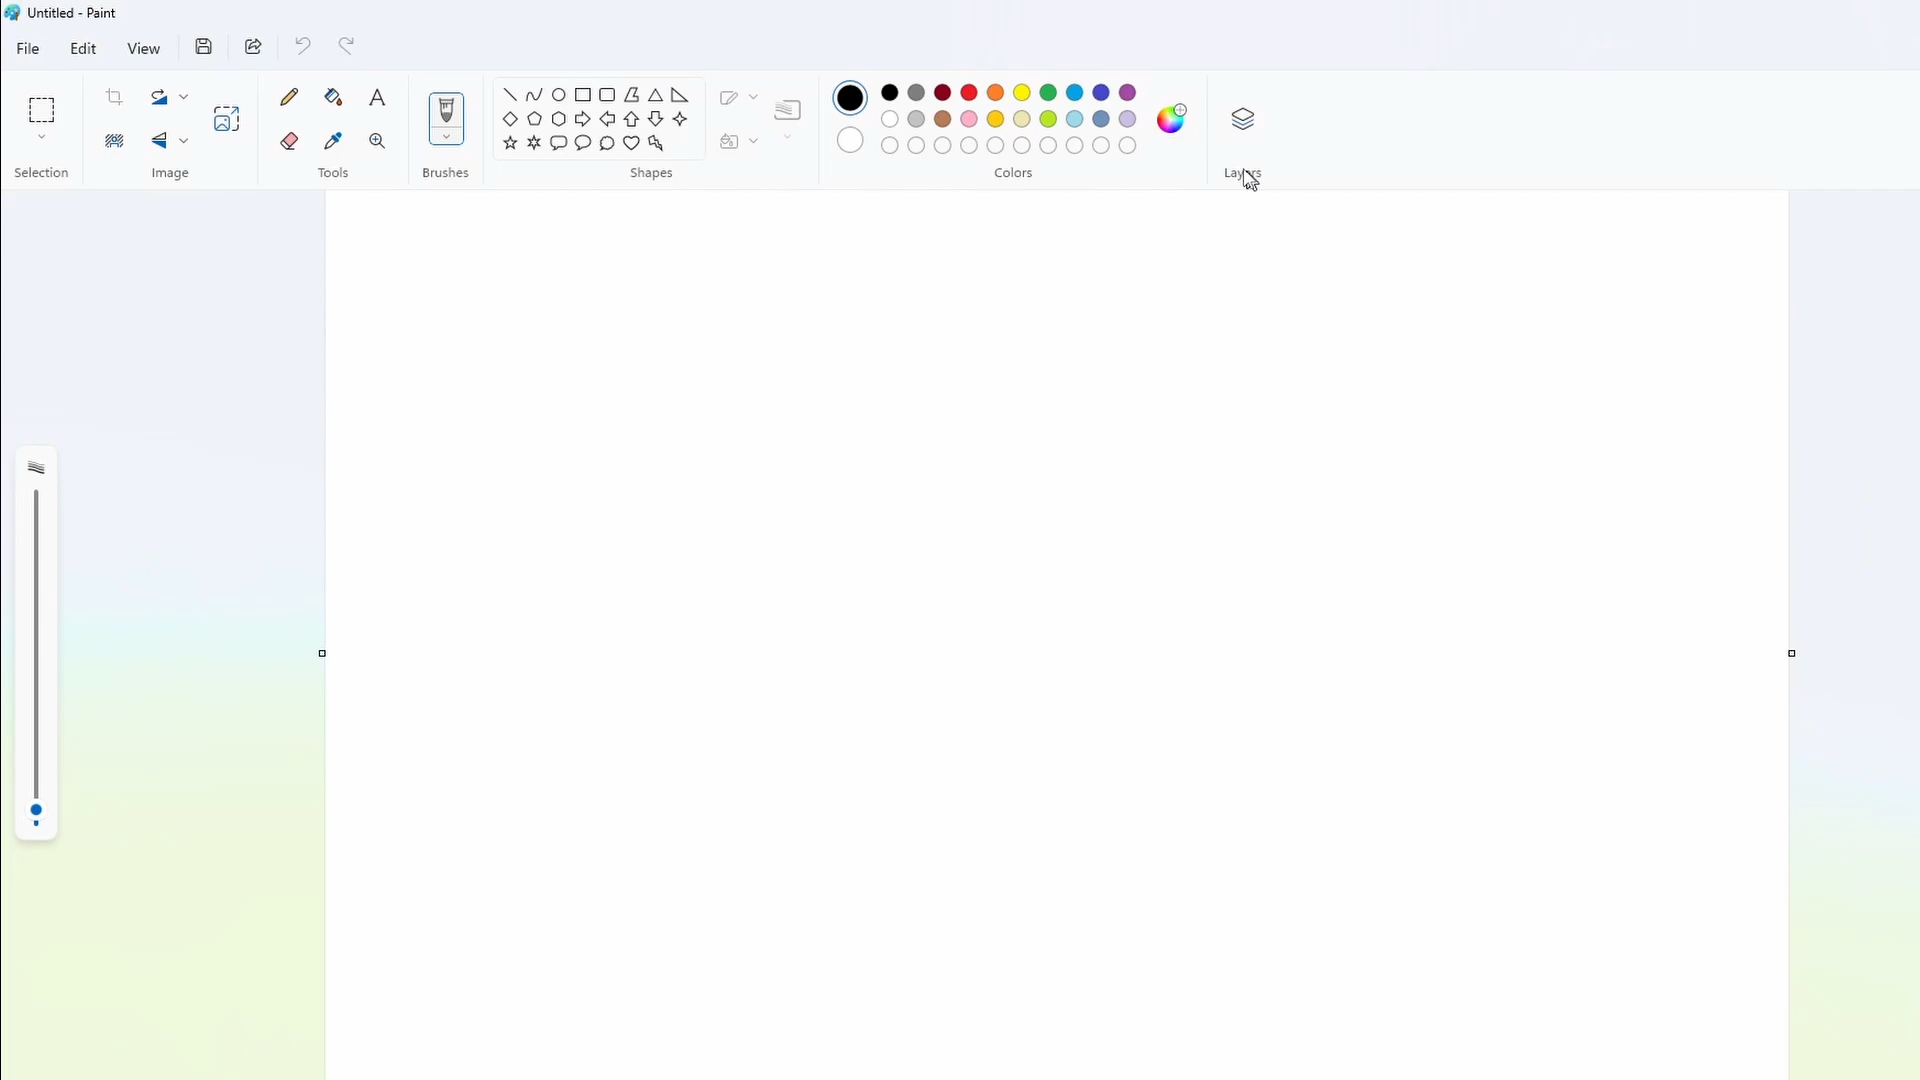 Untitled - Paint
File Edit View
Selection Image Tools Brushes Shapes Colors Layers